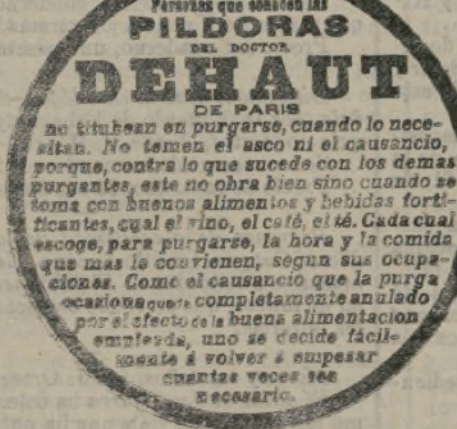 Personas que conocen las
PILDORAS
DEL DOCTOR
DEHAUT
DE PARIS
no titubean en purgarse, cuando lo nece-
sitan. No temen el asco ni el causancio,
porque, contra lo que sucede con los demas
purgantes, este no obra bien sino cuando se
toma con buenos alimentos y bebidas forti-
ficantes, cual el vino, el café, el té. Cada cual
escoge, para purgarse, la hora y la comida
que mas le convienen, segun sus ocupa-
ciones. Como el causancio que la purga
ocasiona queda completamente anulado
por el efecto de la buena alimentacion
empleada, uno se decide fácil-
mente á volver á empezar
cuantas veces sea
necesario.